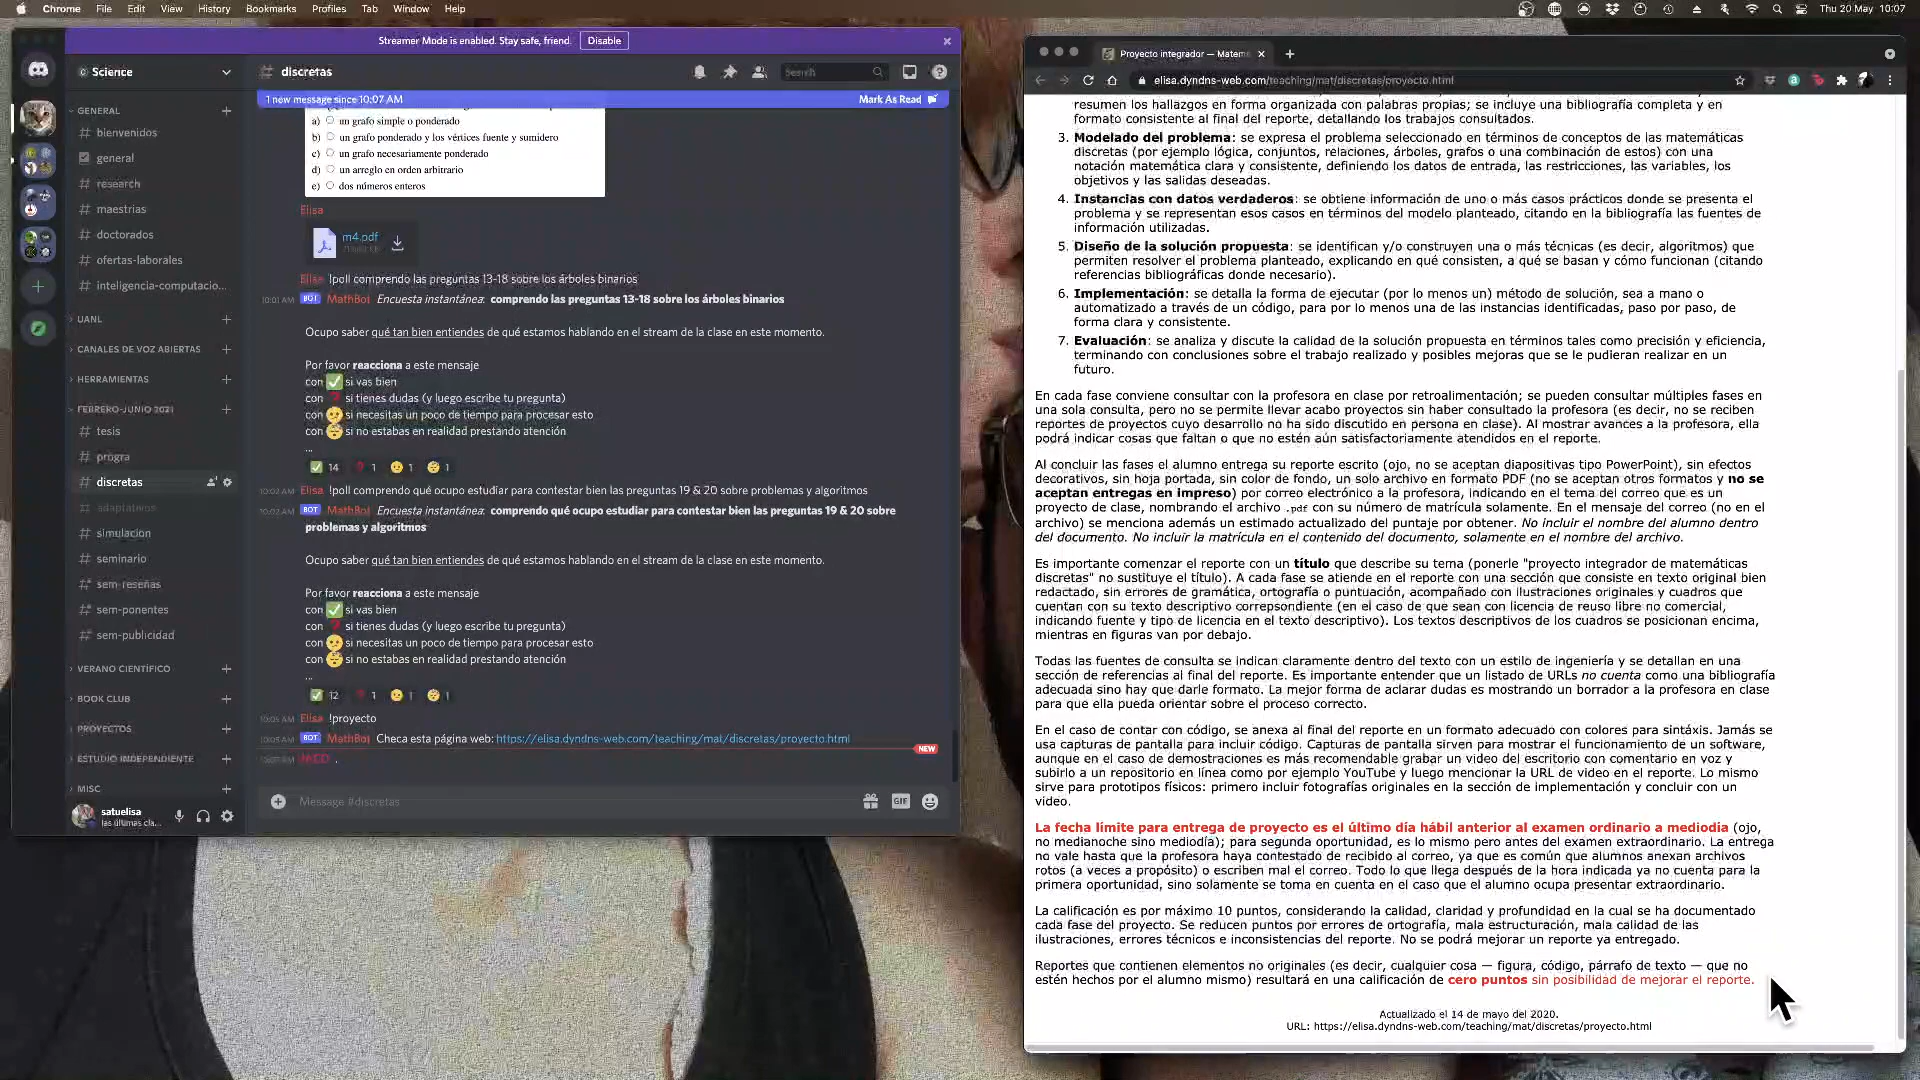 Chrome File Edit View History Bookmarks Profiles Tab Window Help
Thu 20 May 10:07
Streamer Mode is enabled. Stay safe, friend. Disable
Science
discretas
Search
1 new message since 10:07 AM
Mark As Read
GENERAL
bienvenidos
general
research
maestrias
doctorados
ofertas-laborales
inteligencia-computacio...
UANL
CANALES DE VOZ ABIERTAS
HERRAMIENTAS
FEBRERO-JUNIO 2021
tesis
progra
discretas
adaptativos
simulacion
seminario
sem-reseñas
sem-ponentes
sem-publicidad
VERANO CIENTÍFICO
BOOK CLUB
PROYECTOS
ESTUDIO INDEPENDIENTE
MISC
satuelisa
las últimas cla...
a) un grafo simple o ponderado
b) un grafo ponderado y los vértices fuente y sumidero
c) un grafo necesariamente ponderado
d) un arreglo en orden arbitrario
e) dos números enteros
Elisa
m4.pdf
Elisa !poll comprendo las preguntas 13-18 sobre los árboles binarios
10:01 AM BOT MathBoi Encuesta instantánea: comprendo las preguntas 13-18 sobre los árboles binarios
Ocupo saber qué tan bien entiendes de qué estamos hablando en el stream de la clase en este momento.
Por favor reacciona a este mensaje
con ✅ si vas bien
con ❓ si tienes dudas (y luego escribe tu pregunta)
con 😕 si necesitas un poco de tiempo para procesar esto
con 😴 si no estabas en realidad prestando atención
...
14 1 1 1
10:02 AM Elisa !poll comprendo qué ocupo estudiar para contestar bien las preguntas 19 & 20 sobre problemas y algoritmos
10:02 AM BOT MathBoi Encuesta instantánea: comprendo qué ocupo estudiar para contestar bien las preguntas 19 & 20 sobre
problemas y algoritmos
Ocupo saber qué tan bien entiendes de qué estamos hablando en el stream de la clase en este momento.
Por favor reacciona a este mensaje
con ✅ si vas bien
con ❓ si tienes dudas (y luego escribe tu pregunta)
con 😕 si necesitas un poco de tiempo para procesar esto
con 😴 si no estabas en realidad prestando atención
...
12 1 1 1
10:05 AM Elisa !proyecto
10:05 AM BOT MathBoi Checa esta página web: https://elisa.dyndns-web.com/teaching/mat/discretas/proyecto.html
NEW
10:07 AM .
Message #discretas
GIF
Proyecto integrador — Matem
elisa.dyndns-web.com/teaching/mat/discretas/proyecto.html
resumen los hallazgos en forma organizada con palabras propias; se incluye una bibliografía completa y en
formato consistente al final del reporte, detallando los trabajos consultados.
3. Modelado del problema: se expresa el problema seleccionado en términos de conceptos de las matemáticas
discretas (por ejemplo lógica, conjuntos, relaciones, árboles, grafos o una combinación de estos) con una
notación matemática clara y consistente, definiendo los datos de entrada, las restricciones, las variables, los
objetivos y las salidas deseadas.
4. Instancias con datos verdaderos: se obtiene información de uno o más casos prácticos donde se presenta el
problema y se representan esos casos en términos del modelo planteado, citando en la bibliografía las fuentes de
información utilizadas.
5. Diseño de la solución propuesta: se identifican y/o construyen una o más técnicas (es decir, algoritmos) que
permiten resolver el problema planteado, explicando en qué consisten, a qué se basan y cómo funcionan (citando
referencias bibliográficas donde necesario).
6. Implementación: se detalla la forma de ejecutar (por lo menos un) método de solución, sea a mano o
automatizado a través de un código, para por lo menos una de las instancias identificadas, paso por paso, de
forma clara y consistente.
7. Evaluación: se analiza y discute la calidad de la solución propuesta en términos tales como precisión y eficiencia,
terminando con conclusiones sobre el trabajo realizado y posibles mejoras que se le pudieran realizar en un
futuro.
En cada fase conviene consultar con la profesora en clase por retroalimentación; se pueden consultar múltiples fases en
una sola consulta, pero no se permite llevar acabo proyectos sin haber consultado la profesora (es decir, no se reciben
reportes de proyectos cuyo desarrollo no ha sido discutido en persona en clase). Al mostrar avances a la profesora, ella
podrá indicar cosas que faltan o que no estén aún satisfactoriamente atendidos en el reporte.
Al concluir las fases el alumno entrega su reporte escrito (ojo, no se aceptan diapositivas tipo PowerPoint), sin efectos
decorativos, sin hoja portada, sin color de fondo, un solo archivo en formato PDF (no se aceptan otros formatos y no se
aceptan entregas en impreso) por correo electrónico a la profesora, indicando en el tema del correo que es un
proyecto de clase, nombrando el archivo .pdf con su número de matrícula solamente. En el mensaje del correo (no en el
archivo) se menciona además un estimado actualizado del puntaje por obtener. No incluir el nombre del alumno dentro
del documento. No incluir la matrícula en el contenido del documento, solamente en el nombre del archivo.
Es importante comenzar el reporte con un título que describe su tema (ponerle "proyecto integrador de matemáticas
discretas" no sustituye el título). A cada fase se atiende en el reporte con una sección que consiste en texto original bien
redactado, sin errores de gramática, ortografía o puntuación, acompañado con ilustraciones originales y cuadros que
cuentan con su texto descriptivo correpsondiente (en el caso de que sean con licencia de reuso libre no comercial,
indicando fuente y tipo de licencia en el texto descriptivo). Los textos descriptivos de los cuadros se posicionan encima,
mientras en figuras van por debajo.
Todas las fuentes de consulta se indican claramente dentro del texto con un estilo de ingeniería y se detallan en una
sección de referencias al final del reporte. Es importante entender que un listado de URLs no cuenta como una bibliografía
adecuada sino hay que darle formato. La mejor forma de aclarar dudas es mostrando un borrador a la profesora en clase
para que ella pueda orientar sobre el proceso correcto.
En el caso de contar con código, se anexa al final del reporte en un formato adecuado con colores para sintáxis. Jamás se
usa capturas de pantalla para incluir código. Capturas de pantalla sirven para mostrar el funcionamiento de un software,
aunque en el caso de demostraciones es más recomendable grabar un video del escritorio con comentario en voz y
subirlo a un repositorio en línea como por ejemplo YouTube y luego mencionar la URL de video en el reporte. Lo mismo
sirve para prototipos físicos: primero incluir fotografías originales en la sección de implementación y concluir con un
vídeo.
La fecha límite para entrega de proyecto es el último día hábil anterior al examen ordinario a mediodía (ojo,
no medianoche sino mediodía); para segunda oportunidad, es lo mismo pero antes del examen extraordinario. La entrega
no vale hasta que la profesora haya contestado de recibido al correo, ya que es común que alumnos anexan archivos
rotos (a veces a propósito) o escriben mal el correo. Todo lo que llega después de la hora indicada ya no cuenta para la
primera oportunidad, sino solamente se toma en cuenta en el caso que el alumno ocupa presentar extraordinario.
La calificación es por máximo 10 puntos, considerando la calidad, claridad y profundidad en la cual se ha documentado
cada fase del proyecto. Se reducen puntos por errores de ortografía, mala estructuración, mala calidad de las
ilustraciones, errores técnicos e inconsistencias del reporte. No se podrá mejorar un reporte ya entregado.
Reportes que contienen elementos no originales (es decir, cualquier cosa — figura, código, párrafo de texto — que no
estén hechos por el alumno mismo) resultará en una calificación de cero puntos sin posibilidad de mejorar el reporte.
Actualizado el 14 de mayo del 2020.
URL: https://elisa.dyndns-web.com/teaching/mat/discretas/proyecto.html